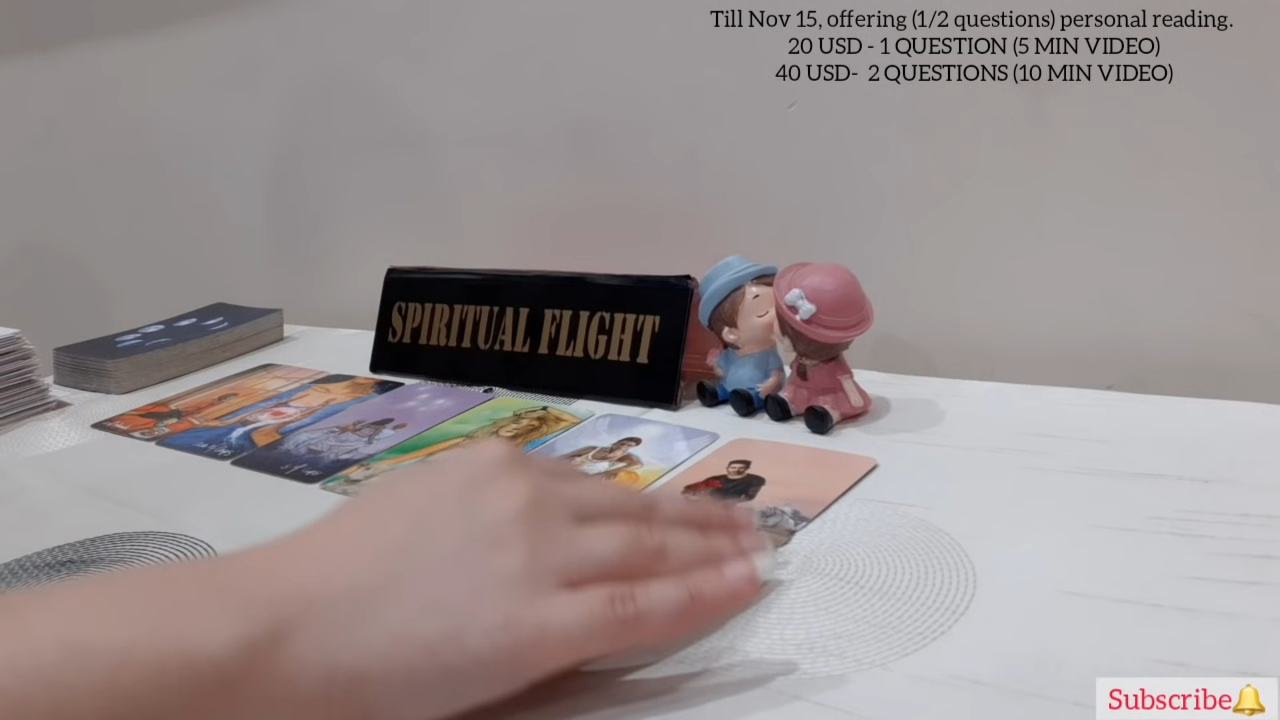 Till Nov 15, offering (1/2 questions) personal reading.
20 USD - 1 QUESTION (5 MIN VIDEO)
40 USD- 2 QUESTIONS (10 MIN VIDEO)
SPIRITUAL FLIGHT
Subscribe